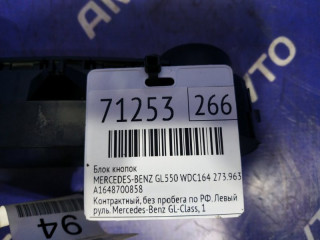 71253 266
* Блок кнопок
MERCEDES-BENZ GL550 WDC164 273.963
A1648700858
Контрактный, без пробега по РФ, Левый
руль. Mercedes-Benz GL-Class, 1
94